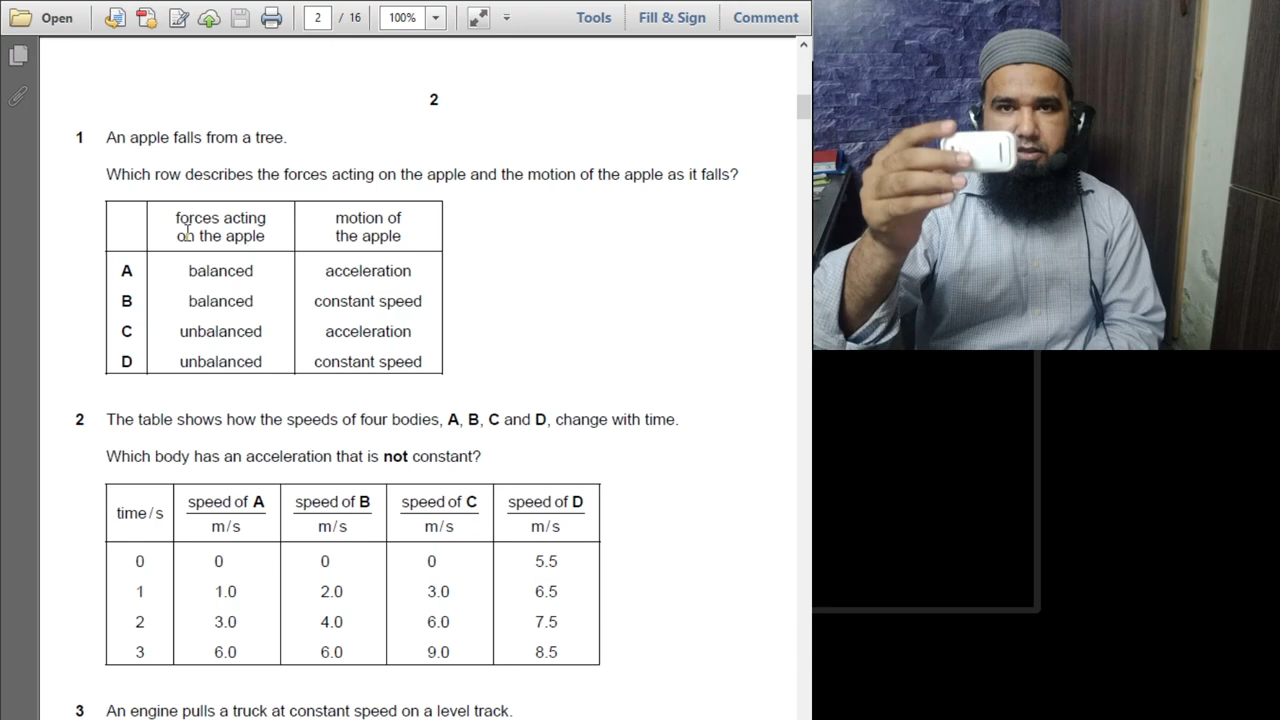 Open
2 / 16
100%
Tools
Fill & Sign
Comment
2
1 An apple falls from a tree.
Which row describes the forces acting on the apple and the motion of the apple as it falls?
forces acting on the apple motion of the apple
A balanced acceleration
B balanced constant speed
C unbalanced acceleration
D unbalanced constant speed
2 The table shows how the speeds of four bodies, A, B, C and D, change with time.
Which body has an acceleration that is not constant?
time / s speed of A m / s speed of B m / s speed of C m / s speed of D m / s
0 0 0 0 5.5
1 1.0 2.0 3.0 6.5
2 3.0 4.0 6.0 7.5
3 6.0 6.0 9.0 8.5
3 An engine pulls a truck at constant speed on a level track.